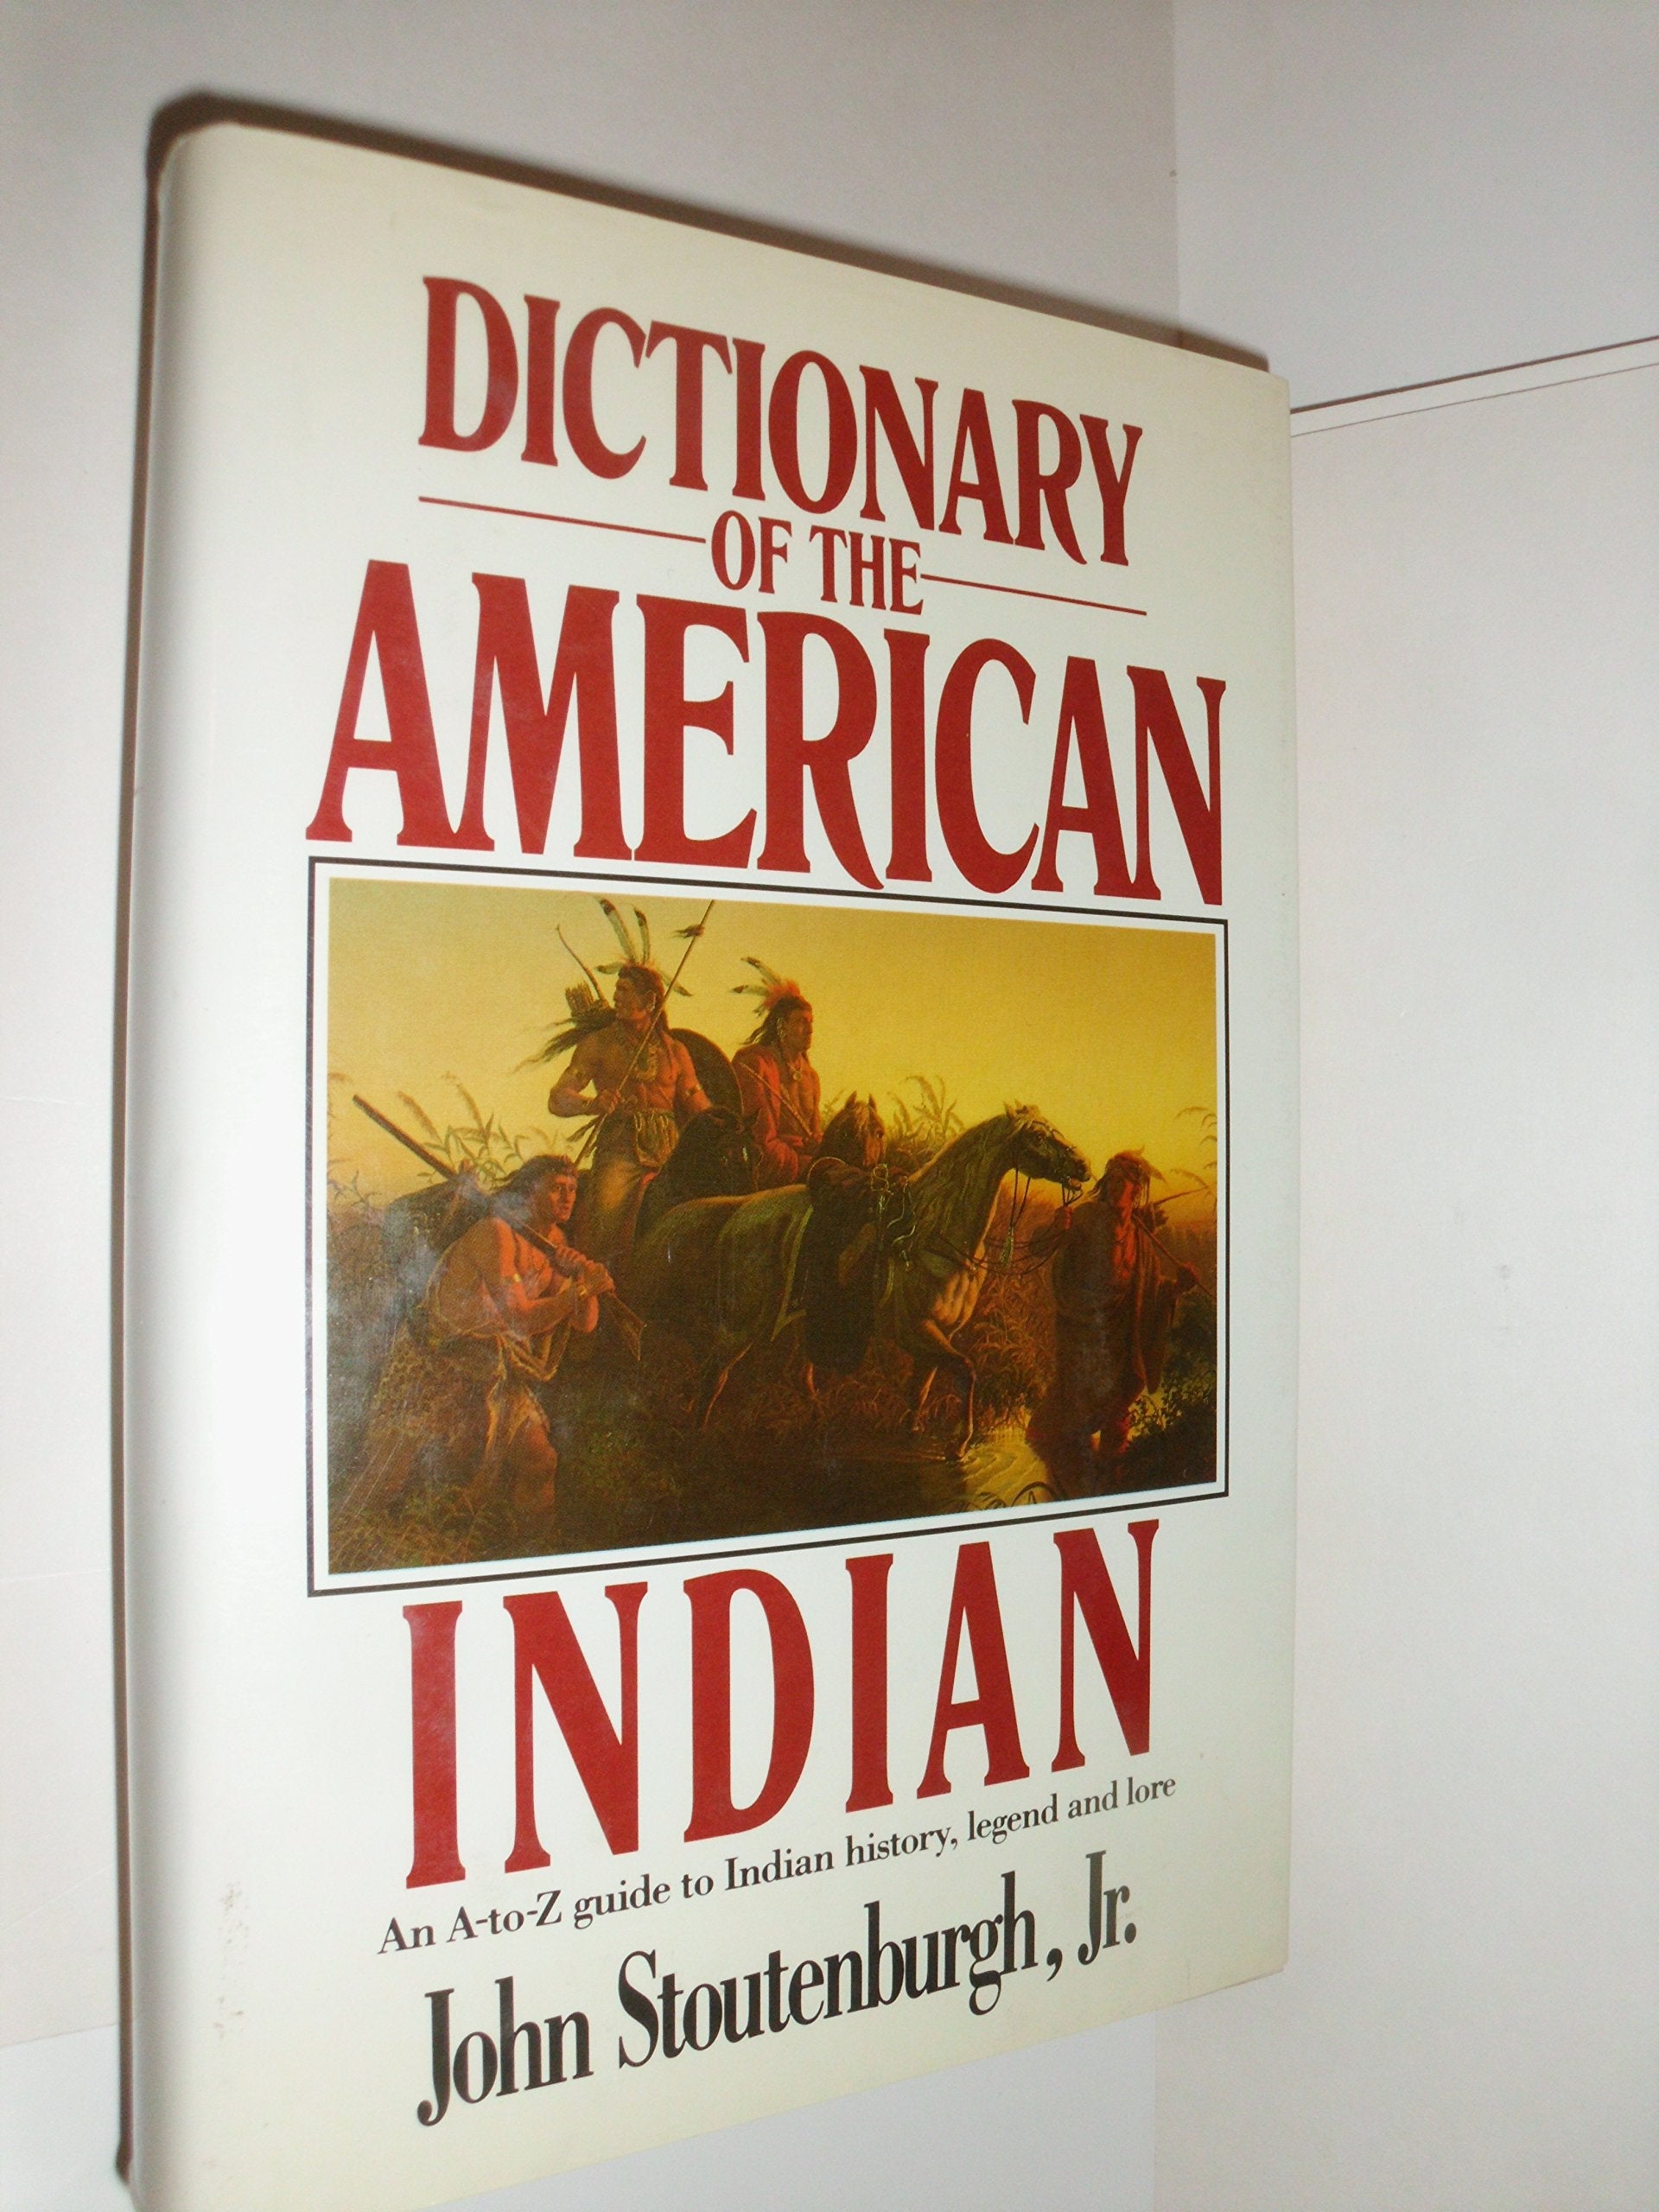 DICTIONARY
OF THE
AMERICAN
INDIAN
An A-to-Z guide to Indian history, legend and lore
John Stoutenburgh, Jr.